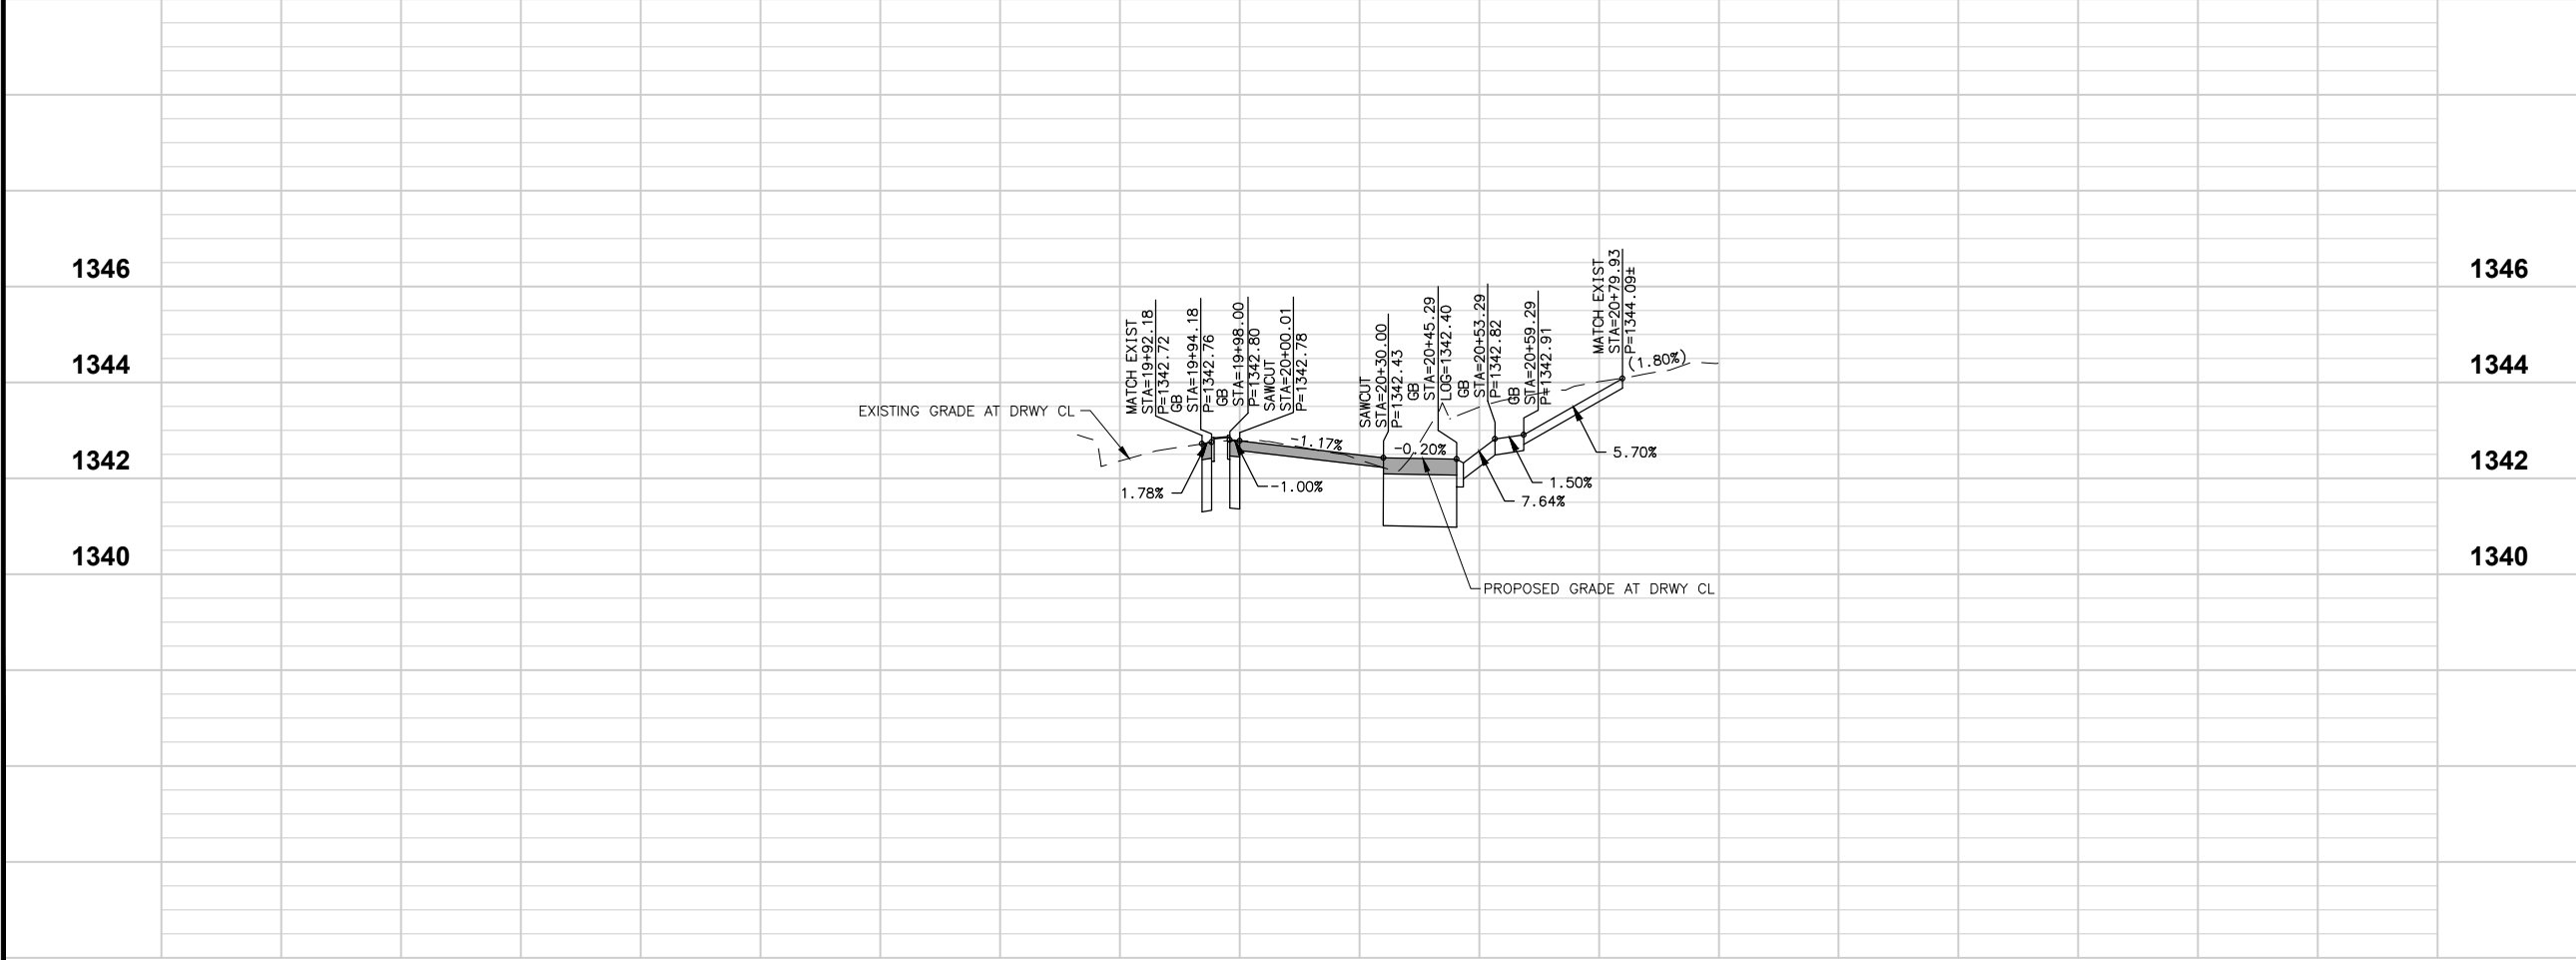 1346
1346
1344
1344
1342
1342
1340
1340
EXISTING GRADE AT DRWY CL
MATCH EXIST
STA=19+92.18
P=1342.72
GB
STA=19+94.18
P=1342.76
GB
STA=19+98.00
P=1342.80
SAWCUT
STA=20+00.01
P=1342.78
SAWCUT
STA=20+30.00
P=1342.43
GB
STA=20+45.29
LOG=1342.40
GB
STA=20+53.29
P=1342.82
GB
STA=20+59.29
P=1342.91
MATCH EXIST
STA=20+79.93
P=1344.09±
(1.80%)
-1.17%
-0.20%
5.70%
1.78%
-1.00%
1.50%
7.64%
PROPOSED GRADE AT DRWY CL